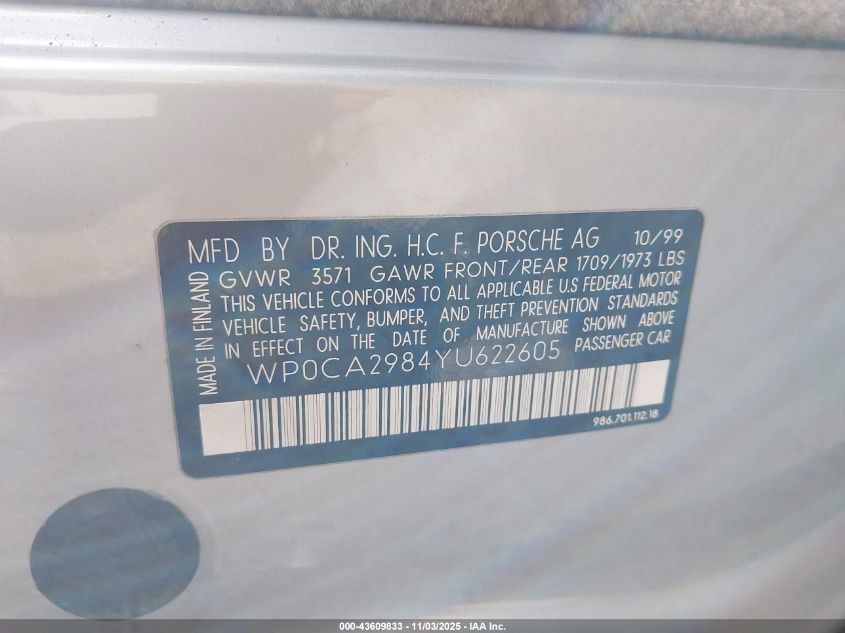 MFD BY DR. ING. H.C. F. PORSCHE AG 10/99
GVWR 3571 GAWR FRONT/REAR 1709/1973 LBS
THIS VEHICLE CONFORMS TO ALL APPLICABLE U.S FEDERAL MOTOR
VEHICLE SAFETY, BUMPER, AND THEFT PREVENTION STANDARDS
IN EFFECT ON THE DATE OF MANUFACTURE SHOWN ABOVE
WP0CA2984YU622605 PASSENGER CAR
MADE IN FINLAND
986.701.112.18
000-43609833 - 11/03/2025 - IAA Inc.